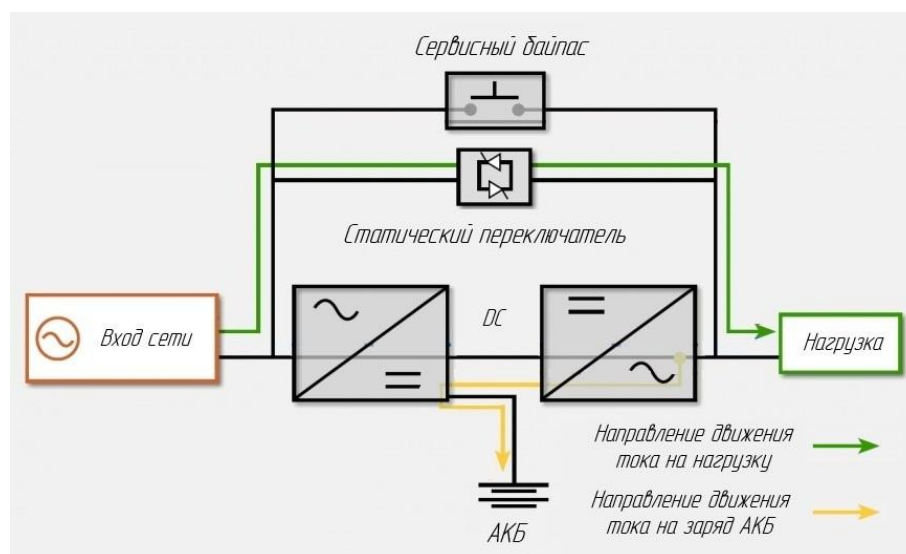 Сервисный байпас
Статический переключатель
Вход сети
DC
Нагрузка
АКБ
Направление движения
тока на нагрузку
Направление движения
тока на заряд АКБ